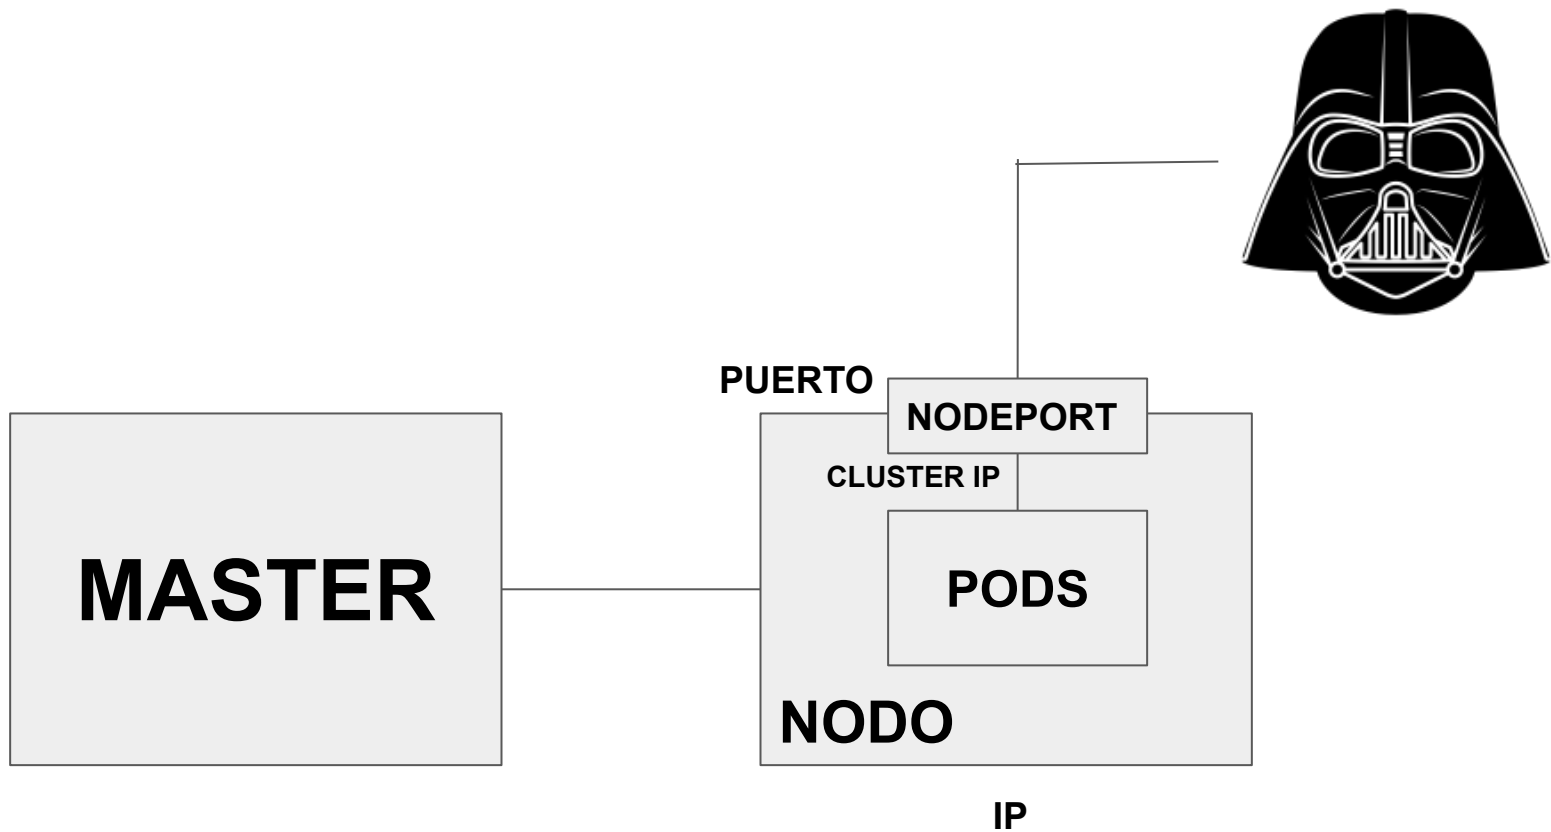 PUERTO
NODEPORT
CLUSTER IP
MASTER
PODS
NODO
IP